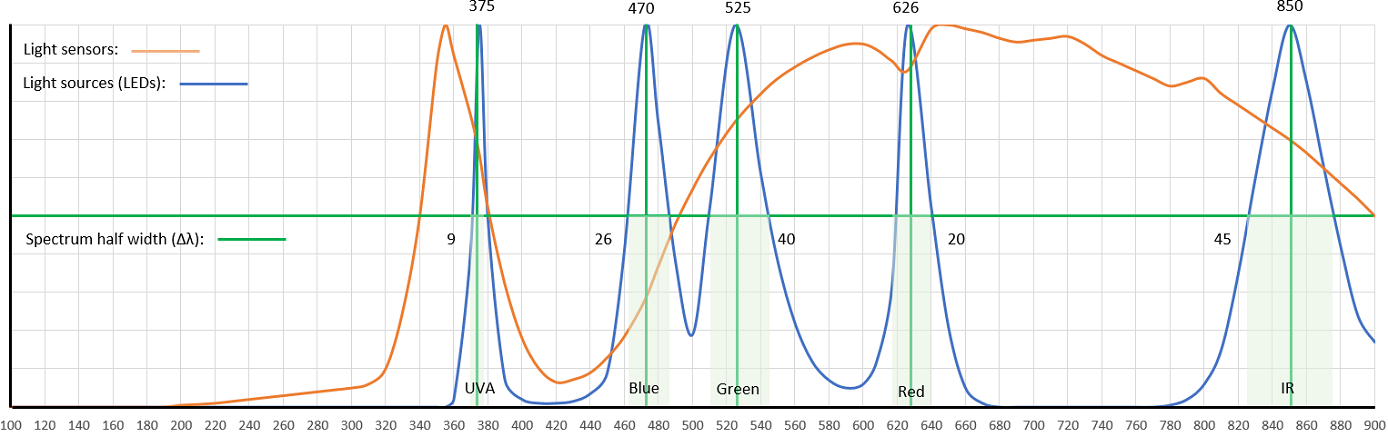 375 470 525 626 850
Light sensors:
Light sources (LEDs):
Spectrum half width (Δλ): 9 26 40 20 45
UVA Blue Green Red IR
100 120 140 160 180 200 220 240 260 280 300 320 340 360 380 400 420 440 460 480 500 520 540 560 580 600 620 640 660 680 700 720 740 760 780 800 820 840 860 880 900